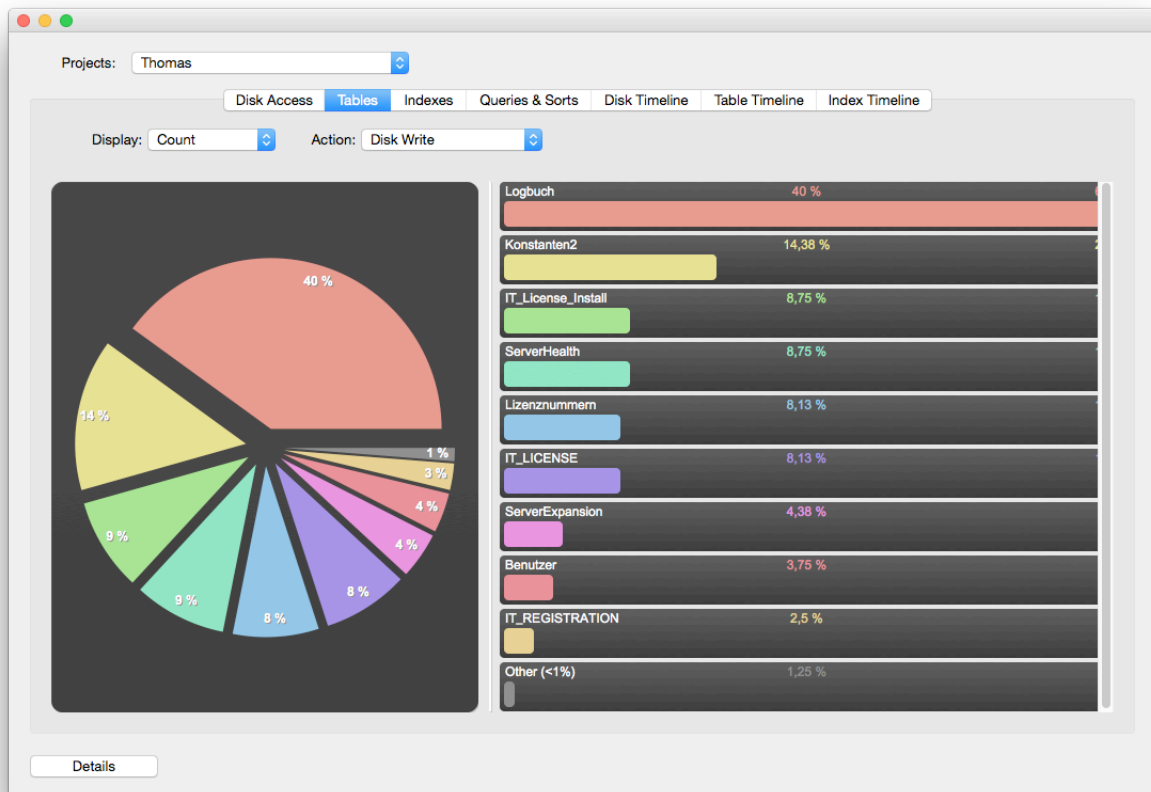 Projects: Thomas
Disk Access Tables Indexes Queries & Sorts Disk Timeline Table Timeline Index Timeline
Display: Count Action: Disk Write
40 %
14 %
9 %
9 %
8 %
8 %
4 %
4 %
3 %
1 %
Logbuch 40 %
Konstanten2 14,38 %
IT_License_Install 8,75 %
ServerHealth 8,75 %
Lizenznummern 8,13 %
IT_LICENSE 8,13 %
ServerExpansion 4,38 %
Benutzer 3,75 %
IT_REGISTRATION 2,5 %
Other (<1%) 1,25 %
Details